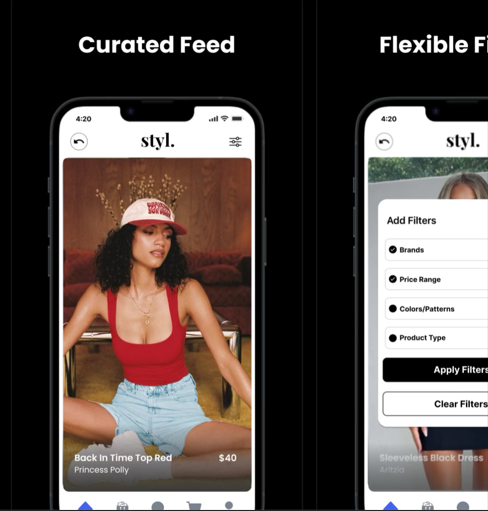 Curated Feed
4:20
styl.
Back In Time Top Red
$40
Princess Polly
Flexible Fi
4:20
styl.
Add Filters
Brands
Price Range
Colors/Patterns
Product Type
Apply Filters
Clear Filters
Sleeveless Black Dress
Aritzia